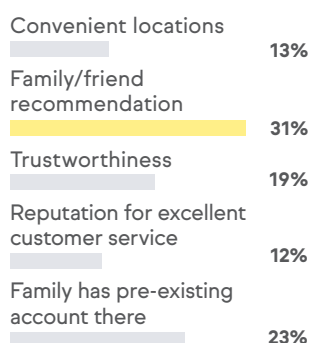 Convenient locations
13%
Family/friend
recommendation
31%
Trustworthiness
19%
Reputation for excellent
customer service
12%
Family has pre-existing
account there
23%